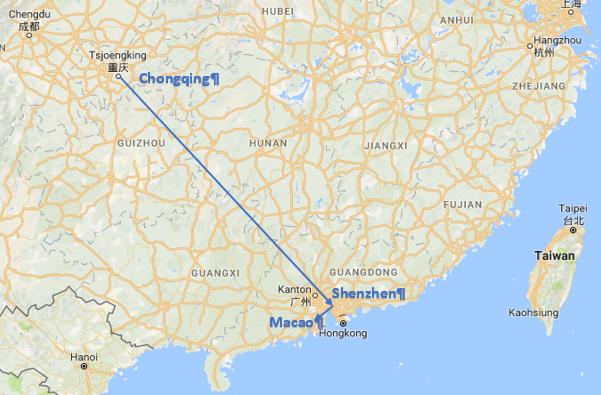 Chengdu
成都
HUBEI
ANHUI
上海
Hangzhou
杭州
Tsjoengking
重庆
Chongqing¶
ZHEJIANG
GUIZHOU
HUNAN
JIANGXI
FUJIAN
Taipei
台北
Taiwan
GUANGXI
GUANGDONG
Kanton
广州
Shenzhen¶
Macao¶
Hongkong
Kaohsiung
Hanoi